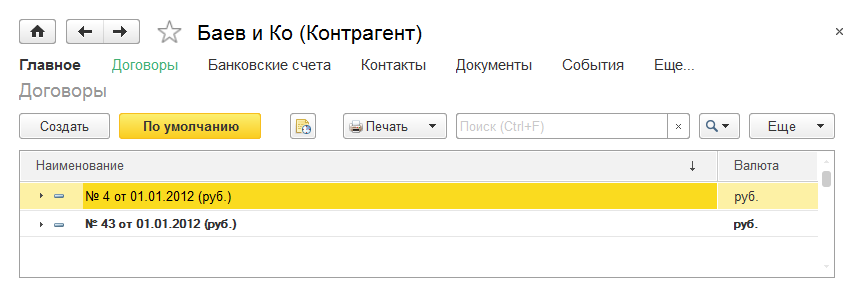 Баев и Ко (Контрагент)
Главное Договоры Банковские счета Контакты Документы События Еще...
Договоры
Создать По умолчанию Печать Поиск (Ctrl+F) Еще
Наименование Валюта
№ 4 от 01.01.2012 (руб.) руб.
№ 43 от 01.01.2012 (руб.) руб.